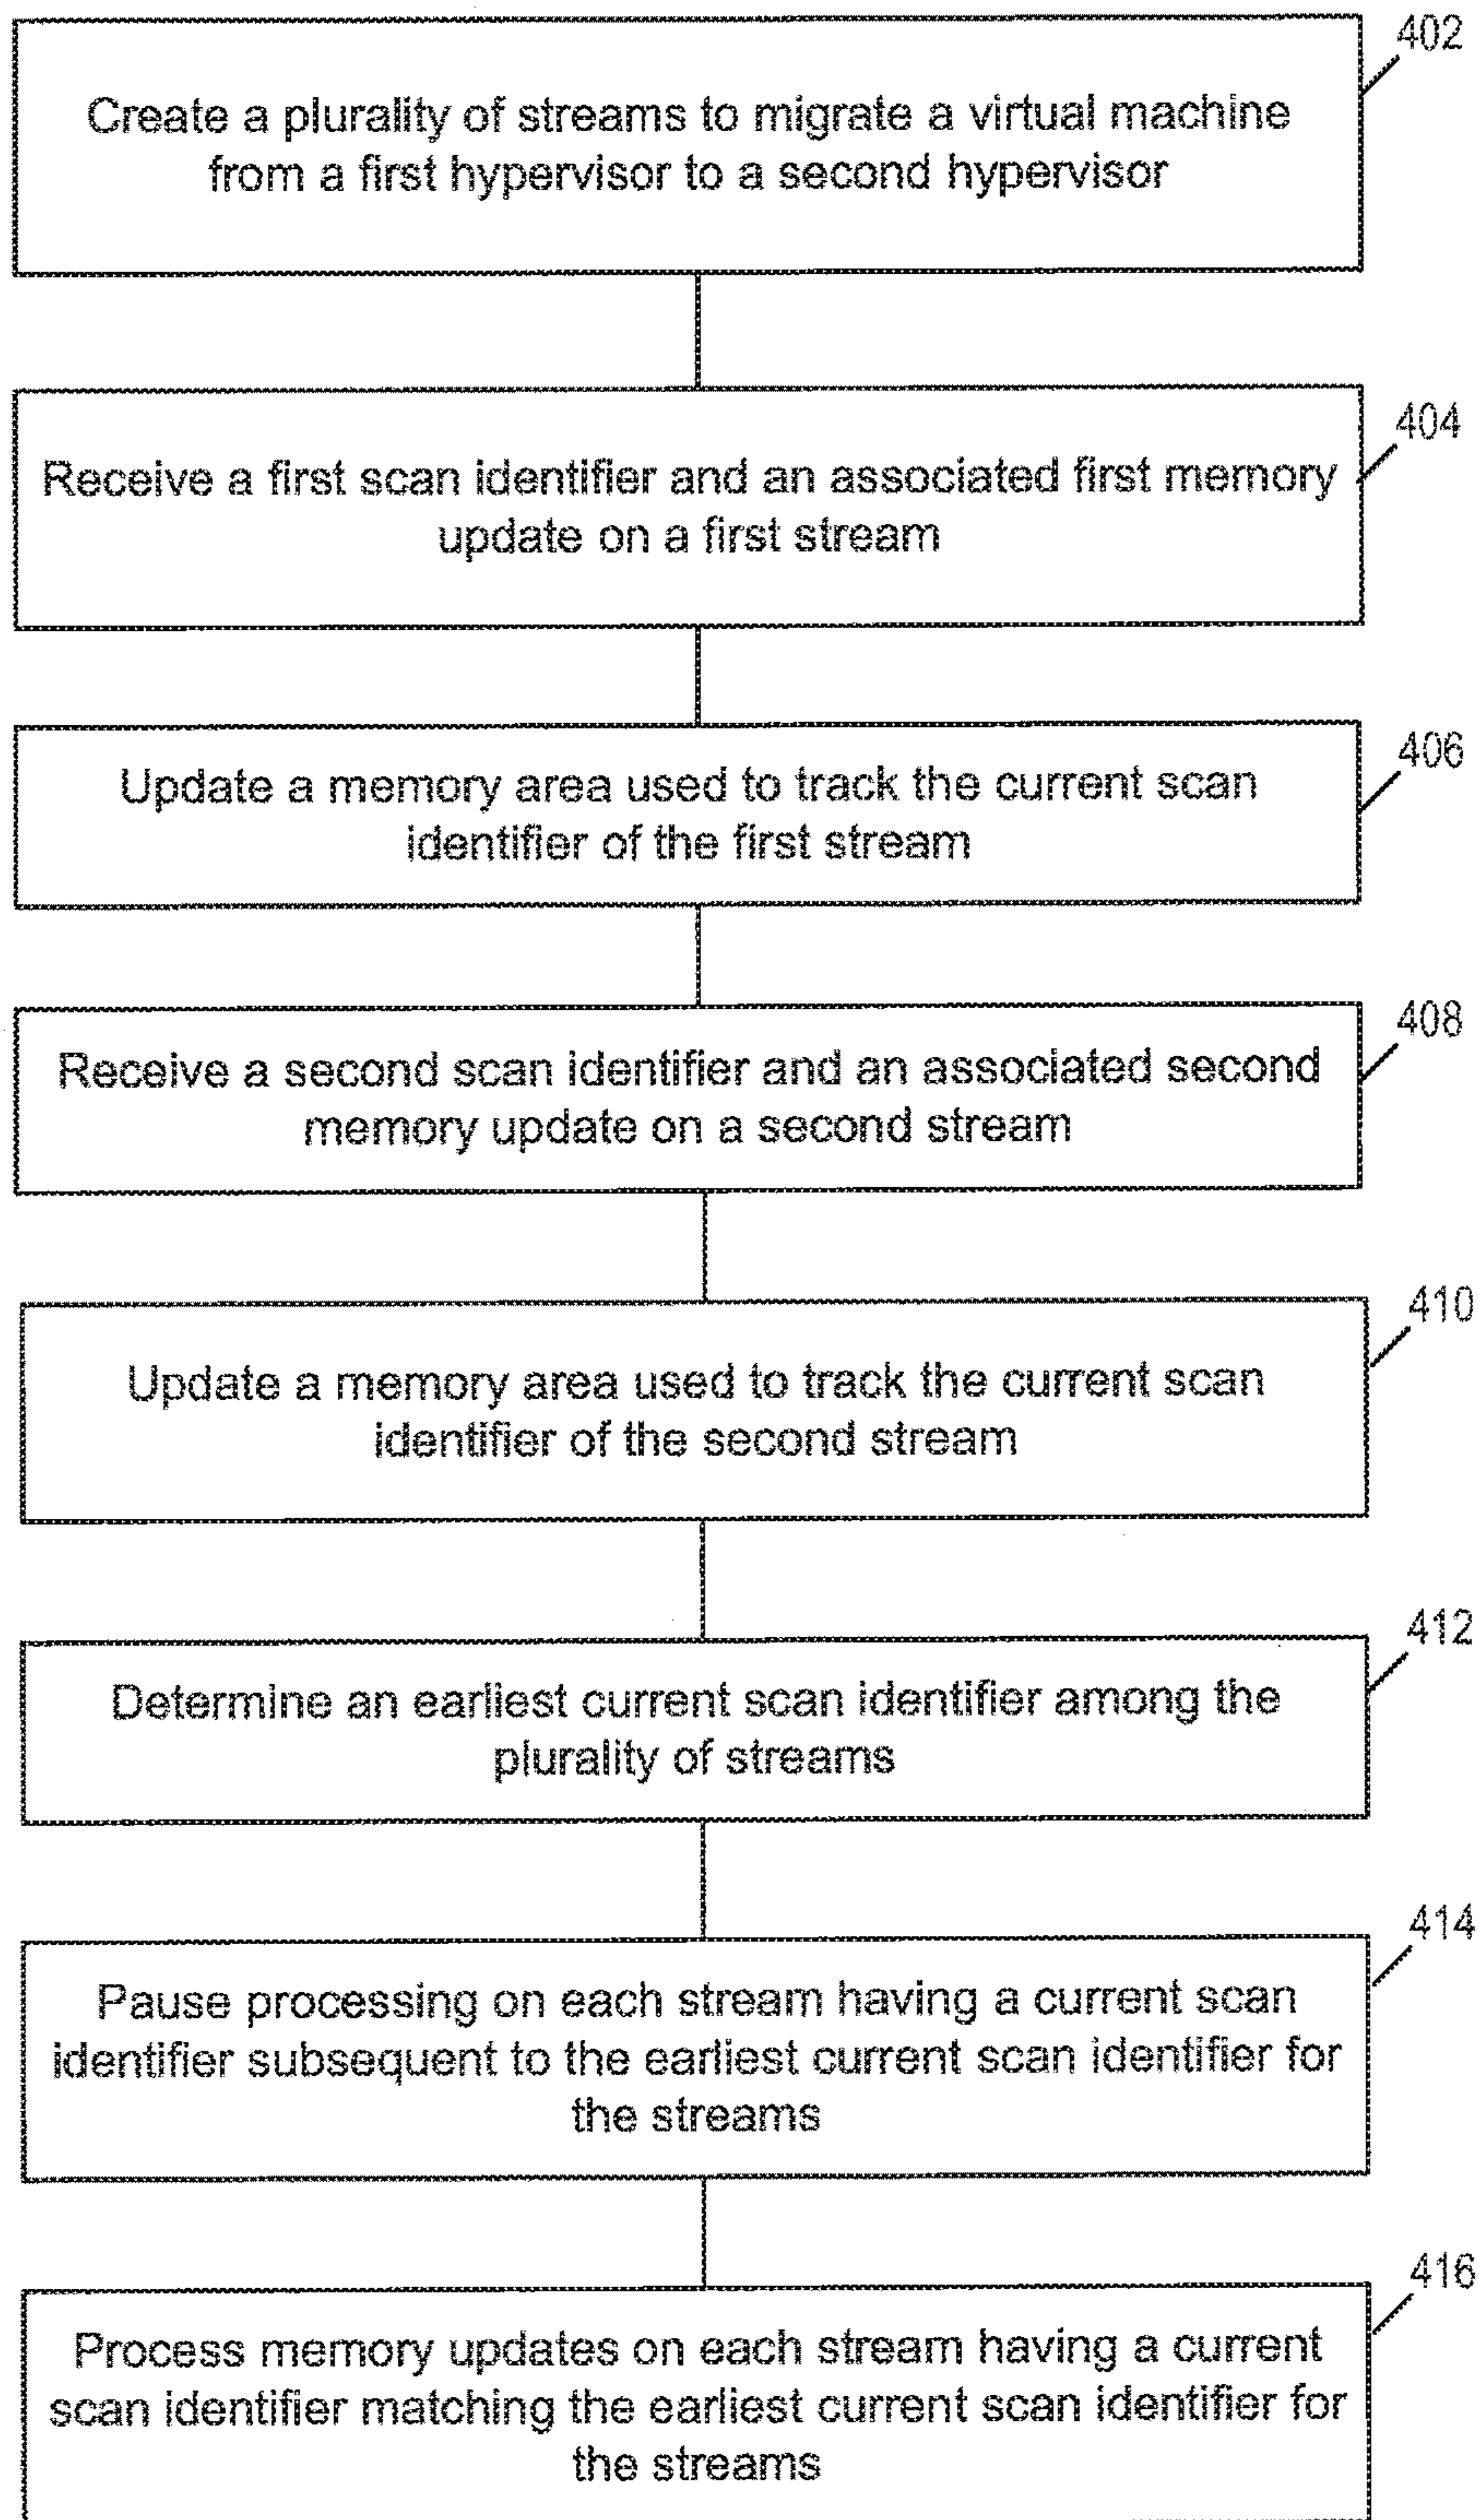 402
Create a plurality of streams to migrate a virtual machine
from a first hypervisor to a second hypervisor
404
Receive a first scan identifier and an associated first memory
update on a first stream
406
Update a memory area used to track the current scan
identifier of the first stream
408
Receive a second scan identifier and an associated second
memory update on a second stream
410
Update a memory area used to track the current scan
identifier of the second stream
412
Determine an earliest current scan identifier among the
plurality of streams
414
Pause processing on each stream having a current scan
identifier subsequent to the earliest current scan identifier for
the streams
416
Process memory updates on each stream having a current
scan identifier matching the earliest current scan identifier for
the streams